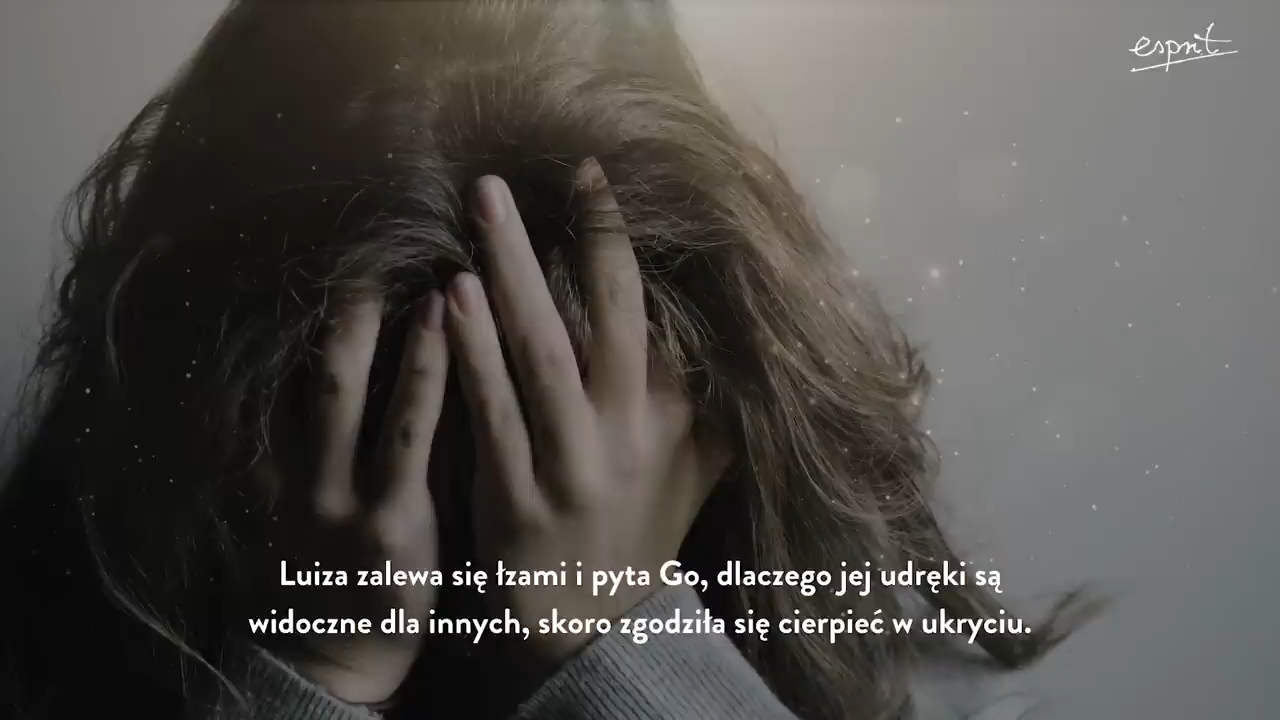 esprit
Luiza zalewa się łzami i pyta Go, dlaczego jej udręki są
widoczne dla innych, skoro zgodziła się cierpieć w ukryciu.